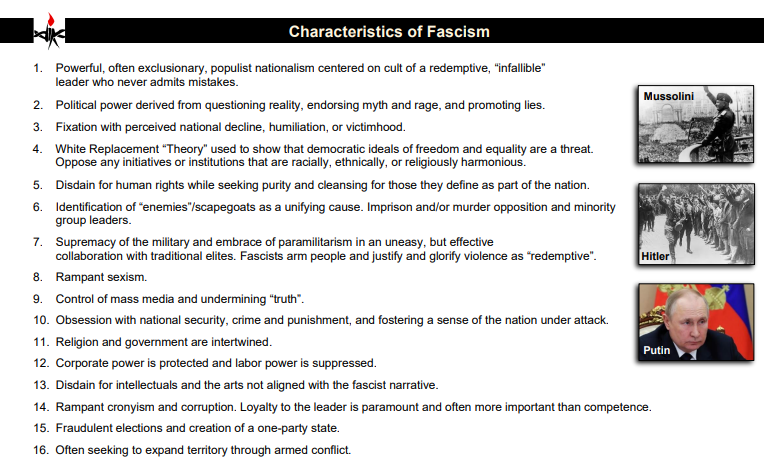 Characteristics of Fascism
1. Powerful, often exclusionary, populist nationalism centered on cult of a redemptive, “infallible”
leader who never admits mistakes.
2. Political power derived from questioning reality, endorsing myth and rage, and promoting lies.
3. Fixation with perceived national decline, humiliation, or victimhood.
4. White Replacement “Theory” used to show that democratic ideals of freedom and equality are a threat.
Oppose any initiatives or institutions that are racially, ethnically, or religiously harmonious.
5. Disdain for human rights while seeking purity and cleansing for those they define as part of the nation.
6. Identification of “enemies”/scapegoats as a unifying cause. Imprison and/or murder opposition and minority
group leaders.
7. Supremacy of the military and embrace of paramilitarism in an uneasy, but effective
collaboration with traditional elites. Fascists arm people and justify and glorify violence as “redemptive”.
8. Rampant sexism.
9. Control of mass media and undermining “truth”.
10. Obsession with national security, crime and punishment, and fostering a sense of the nation under attack.
11. Religion and government are intertwined.
12. Corporate power is protected and labor power is suppressed.
13. Disdain for intellectuals and the arts not aligned with the fascist narrative.
14. Rampant cronyism and corruption. Loyalty to the leader is paramount and often more important than competence.
15. Fraudulent elections and creation of a one-party state.
16. Often seeking to expand territory through armed conflict.
Mussolini
Hitler
Putin